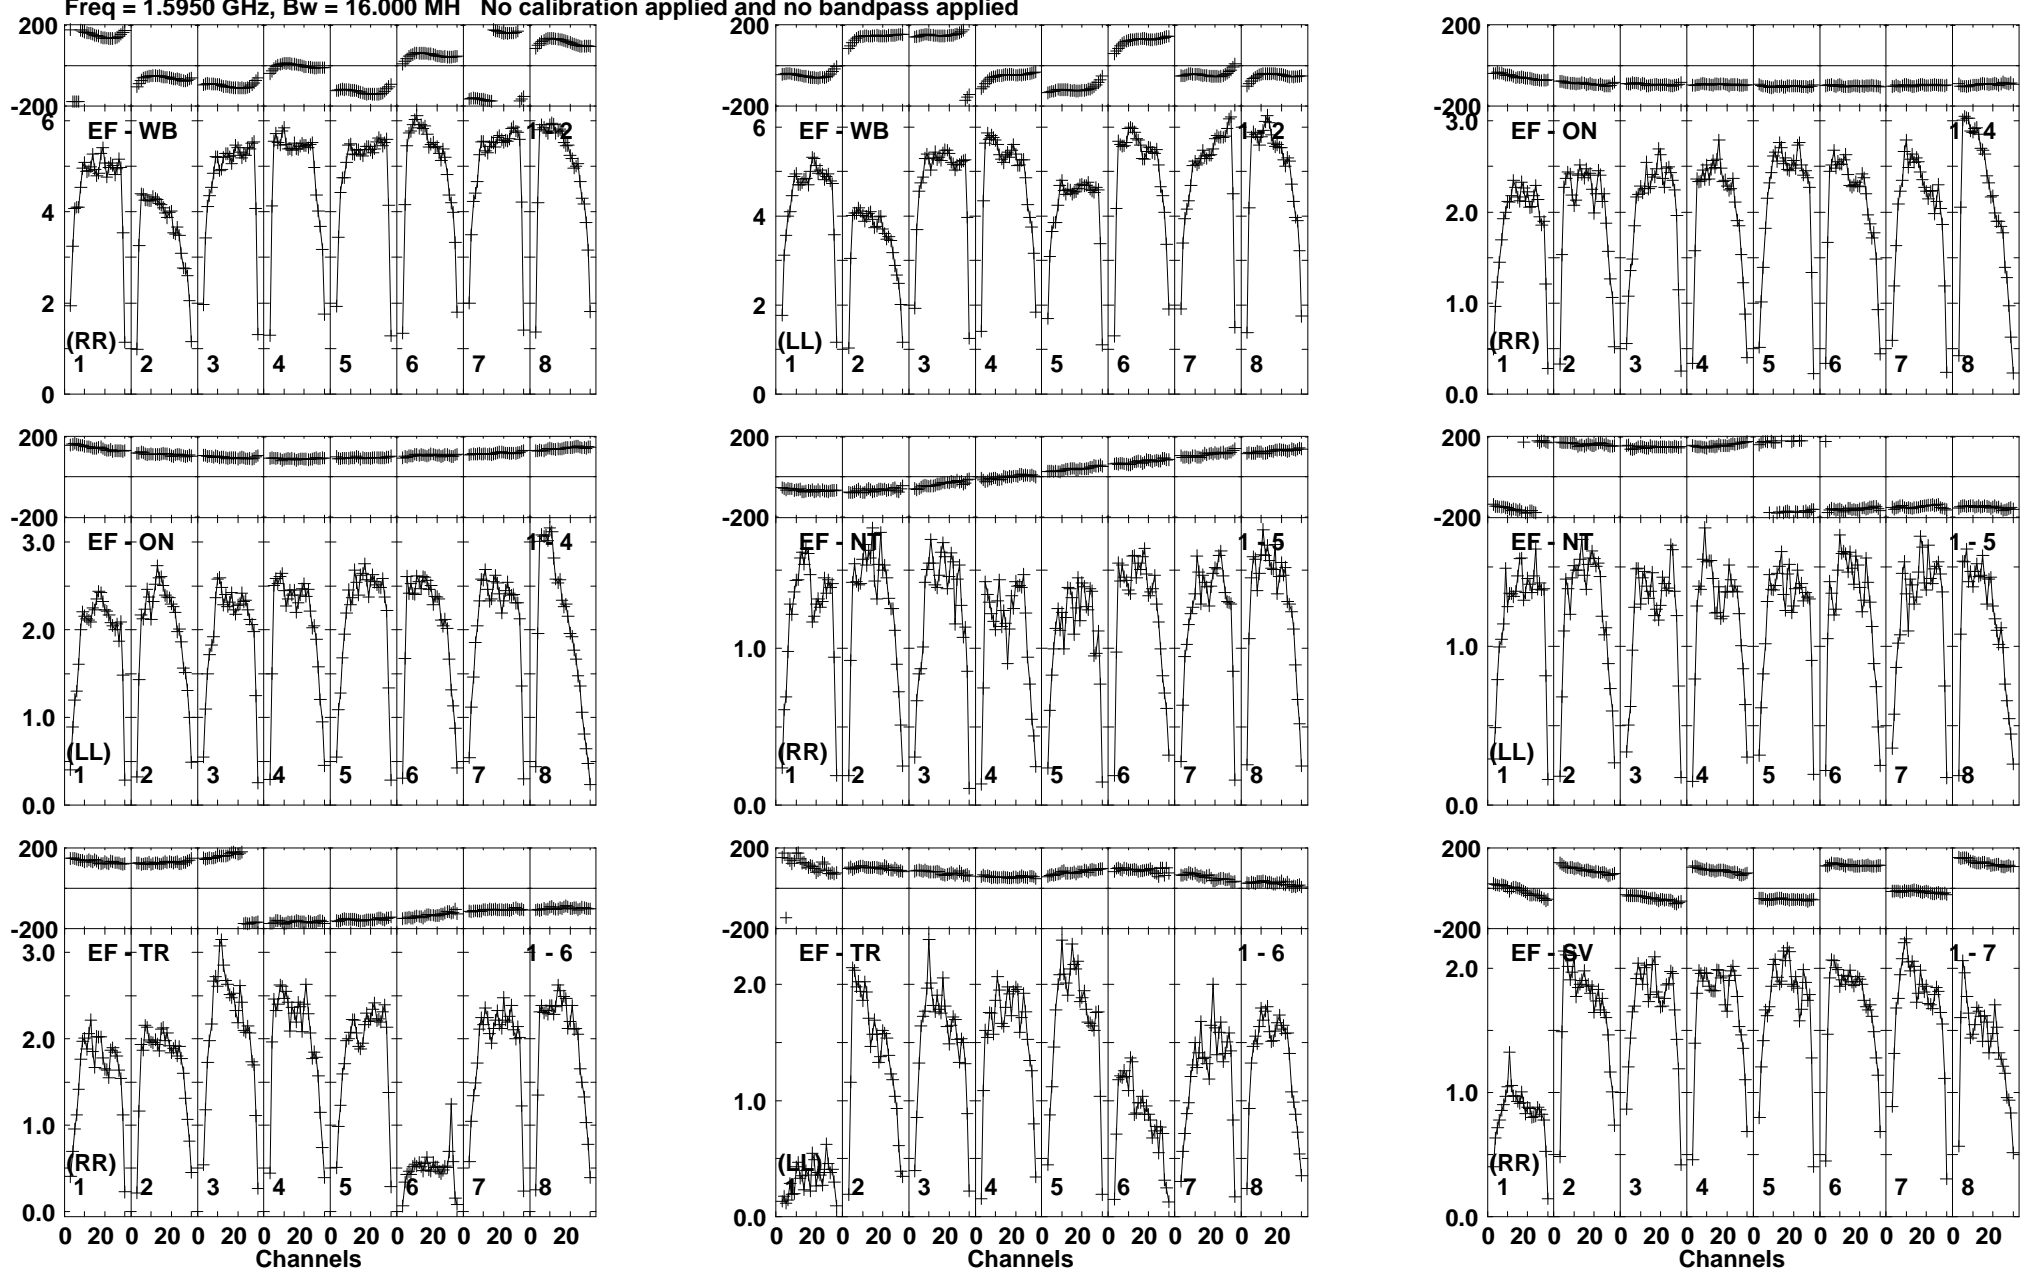 Freq = 1.5950 GHz, Bw = 16.000 MH No calibration applied and no bandpass applied
200 200 200
-200 -200 -200
6 EF - WB 1 - 2 6 EF - WB 1 - 2 3.0 EF - ON 1 - 4
4 4 2.0
2 2 1.0
(RR) (LL) (RR)
1 2 3 4 5 6 7 8 1 2 3 4 5 6 7 8 1 2 3 4 5 6 7 8
0 0 0.0
200 200 200
-200 -200 -200
3.0 EF - ON 1 - 4 EF - NT 1 - 5 EF - NT 1 - 5
2.0
1.0 1.0
1.0
(LL) (RR) (LL)
1 2 3 4 5 6 7 8 1 2 3 4 5 6 7 8 1 2 3 4 5 6 7 8
0.0 0.0 0.0
200 200 200
-200 -200 -200
3.0 EF - TR 1 - 6 EF - TR 1 - 6 EF - SV 1 - 7
2.0 2.0 2.0
1.0 1.0 1.0
(RR) (LL) (RR)
1 2 3 4 5 6 7 8 1 2 3 4 5 6 7 8 1 2 3 4 5 6 7 8
0.0 0.0 0.0
0 20 0 20 0 20 0 20 0 20 0 20 0 20 0 20 0 20 0 20 0 20 0 20 0 20 0 20 0 20 0 20 0 20 0 20 0 20 0 20 0 20 0 20 0 20 0 20
Channels Channels Channels